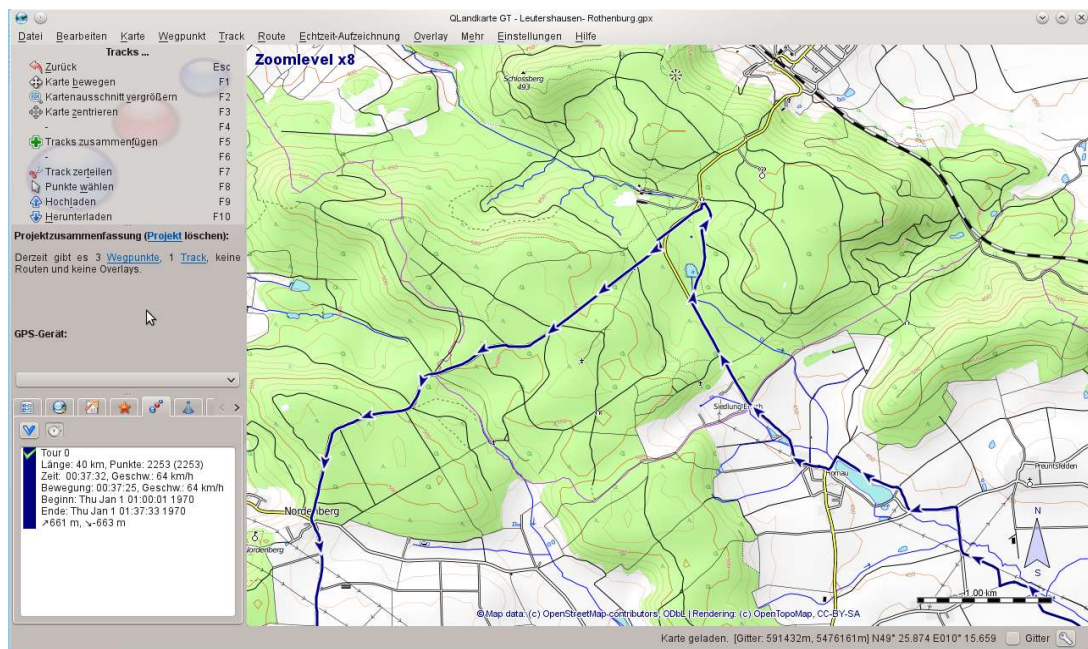 QLandkarte GT - Leutershausen- Rothenburg.gpx
Datei Bearbeiten Karte Wegpunkt Track Route Echtzeit-Aufzeichnung Overlay Mehr Einstellungen Hilfe
Tracks ...
Zurück Esc
Karte bewegen F1
Kartenausschnitt vergrößern F2
Karte zentrieren F3
- F4
Tracks zusammenfügen F5
- F6
Track zerteilen F7
Punkte wählen F8
Hochladen F9
Herunterladen F10
Projektzusammenfassung (Projekt löschen):
Derzeit gibt es 3 Wegpunkte, 1 Track, keine
Routen und keine Overlays.
GPS-Gerät:
Tour 0
Länge: 40 km, Punkte: 2253 (2253)
Zeit: 00:37:32, Geschw.: 64 km/h
Bewegung: 00:37:25, Geschw.: 64 km/h
Beginn: Thu Jan 1 01:00:01 1970
Ende: Thu Jan 1 01:37:33 1970
↗661 m, ↘-663 m
Zoomlevel x8
Schlossberg
493
Hornau
Preuntsfelden
Nordenberg
Nordenberg
N
S
1.00 km
©Map data: (c) OpenStreetMap contributors, ODbL | Rendering: (c) OpenTopoMap, CC-BY-SA
Karte geladen. [Gitter: 591432m, 5476161m] N49° 25.874 E010° 15.659 Gitter